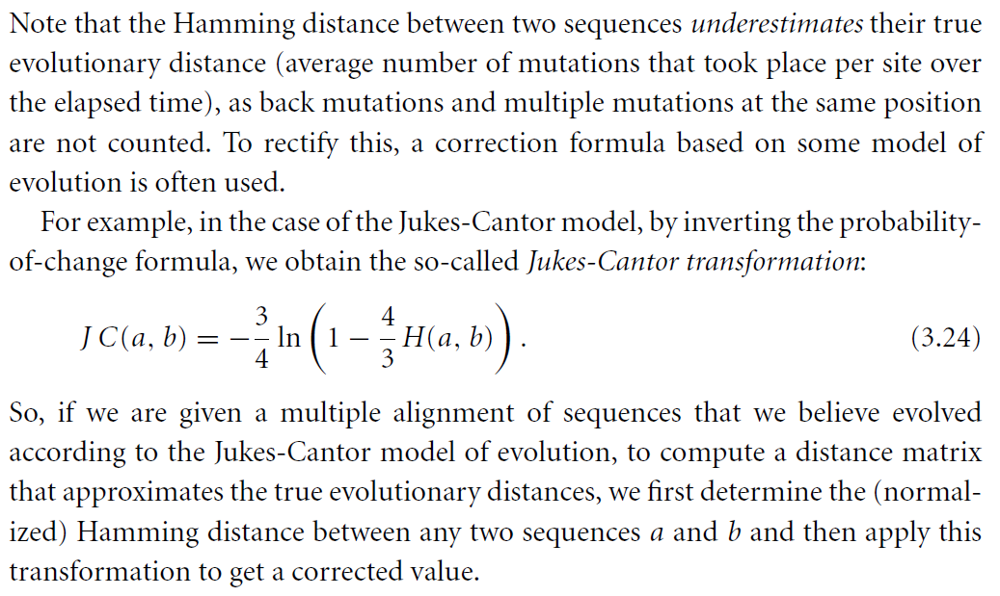 Note that the Hamming distance between two sequences underestimates their true
evolutionary distance (average number of mutations that took place per site over
the elapsed time), as back mutations and multiple mutations at the same position
are not counted. To rectify this, a correction formula based on some model of
evolution is often used.
For example, in the case of the Jukes-Cantor model, by inverting the probability-
of-change formula, we obtain the so-called Jukes-Cantor transformation:
J C(a, b) = −3/4 ln (1 − 4/3 H(a, b)) . (3.24)
So, if we are given a multiple alignment of sequences that we believe evolved
according to the Jukes-Cantor model of evolution, to compute a distance matrix
that approximates the true evolutionary distances, we first determine the (normal-
ized) Hamming distance between any two sequences a and b and then apply this
transformation to get a corrected value.